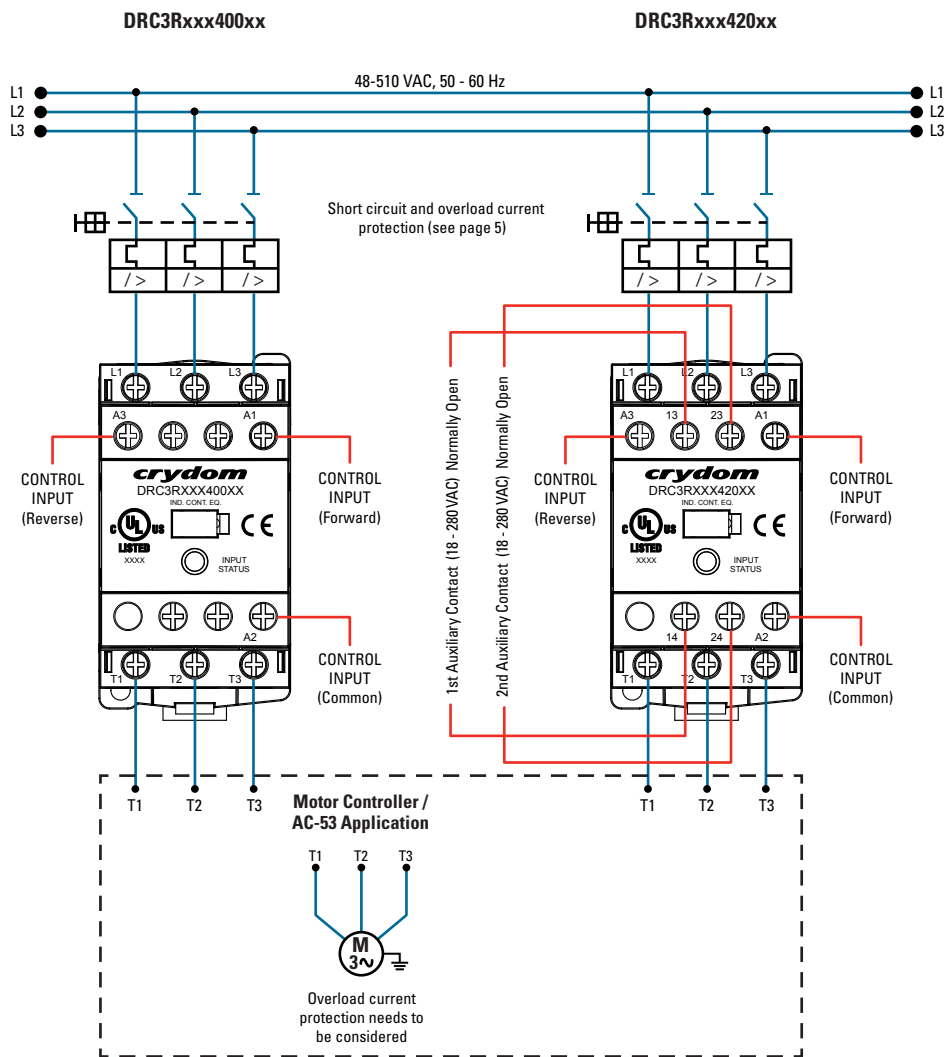 DRC3Rxxx400xx
DRC3Rxxx420xx
48-510 VAC, 50 - 60 Hz
L1
L1
L2
L2
L3
L3
Short circuit and overload current
protection (see page 5)
/ >
/ >
/ >
/ >
/ >
/ >
L1
L2
L3
A3
A1
CONTROL
INPUT
(Reverse)
crydom
DRC3RXXX400XX
IND. CONT. EQ.
C
UL
US
LISTED
XXXX
CE
INPUT
STATUS
CONTROL
INPUT
(Forward)
A2
T1
T2
T3
CONTROL
INPUT
(Common)
1st Auxiliary Contact (18 - 280 VAC) Normally Open
2nd Auxiliary Contact (18 - 280 VAC) Normally Open
L1
L2
L3
A3
13
23
A1
CONTROL
INPUT
(Reverse)
crydom
DRC3RXXX420XX
IND. CONT. EQ.
C
UL
US
LISTED
XXXX
CE
INPUT
STATUS
CONTROL
INPUT
(Forward)
14
24
A2
T1
T2
T3
CONTROL
INPUT
(Common)
T1
T2
T3
T1
T2
T3
Motor Controller /
AC-53 Application
T1
T2
T3
M
3∿
Overload current
protection needs to
be considered